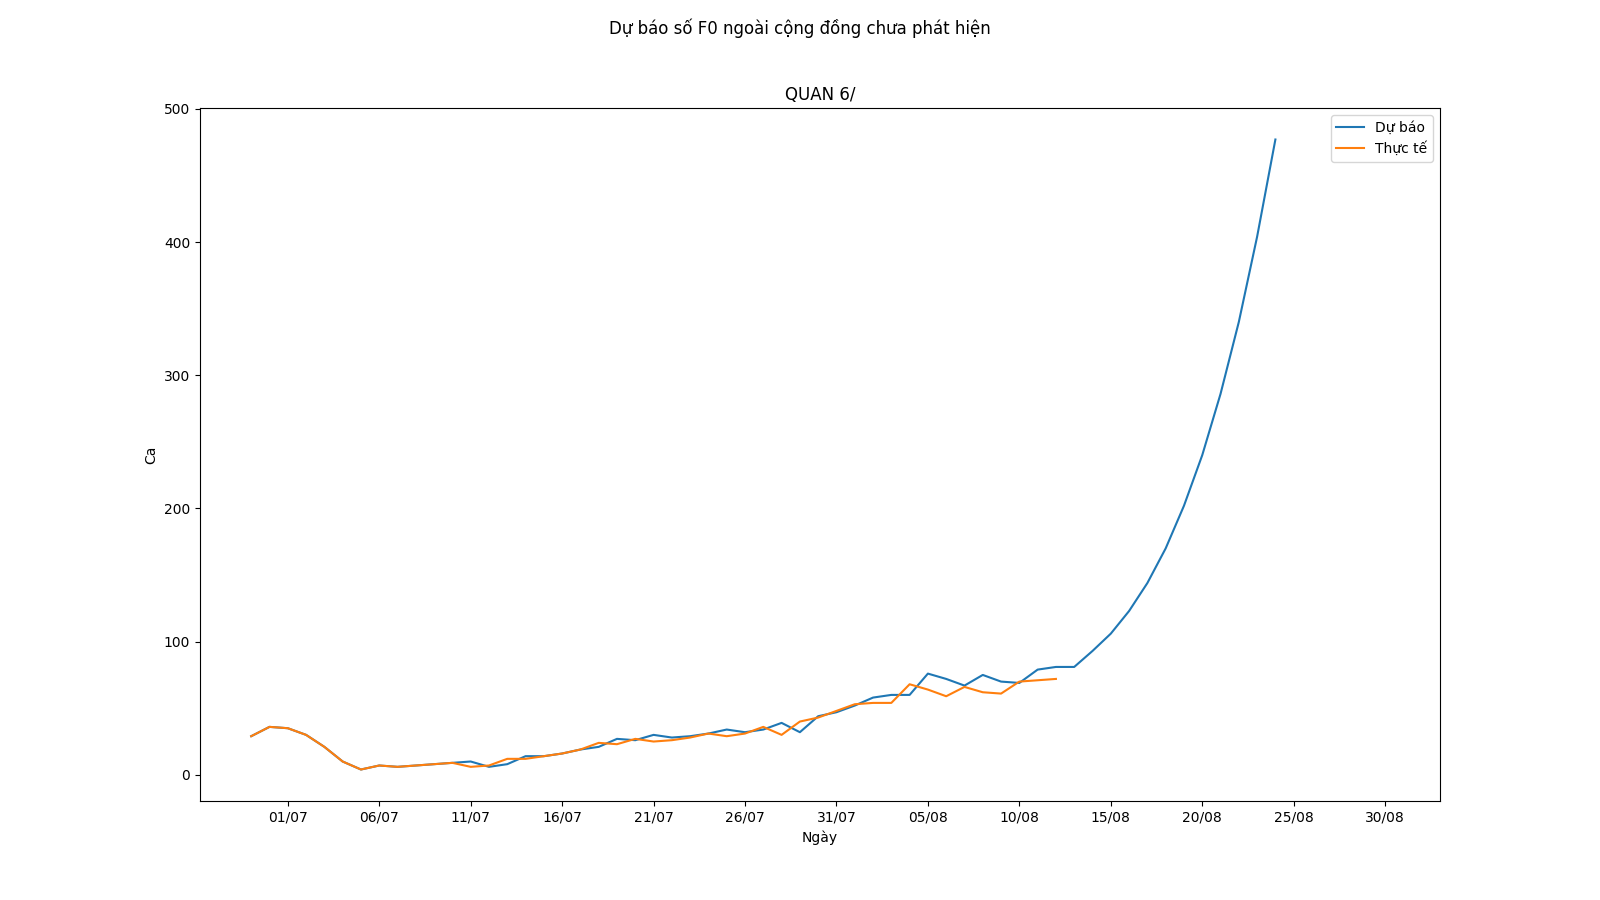 Dự báo số F0 ngoài cộng đồng chưa phát hiện
QUAN 6/
Dự báo
Thực tế
500
400
300
200
100
0
Ca
01/07 06/07 11/07 16/07 21/07 26/07 31/07 05/08 10/08 15/08 20/08 25/08 30/08
Ngày